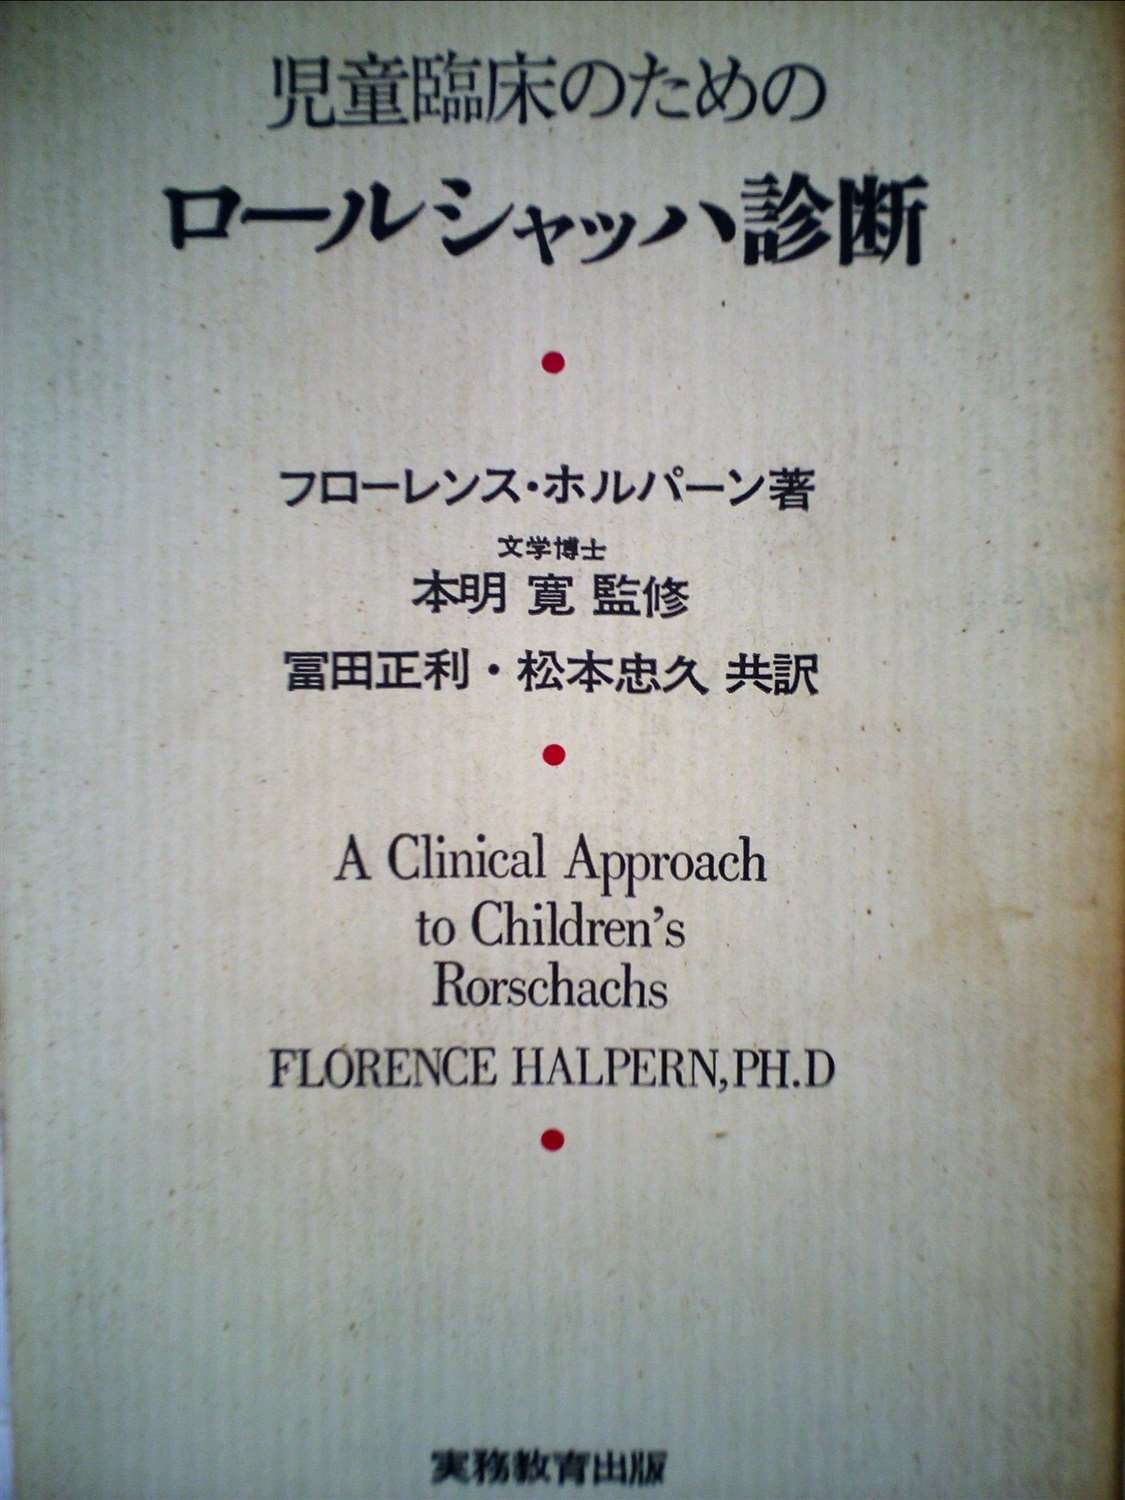 児童臨床のための
ロールシャッハ診断
フローレンス・ホルパーン著
文学博士
本明 寛 監修
冨田正利・松本忠久 共訳
A Clinical Approach
to Children's
Rorschachs
FLORENCE HALPERN,PH.D
実務教育出版